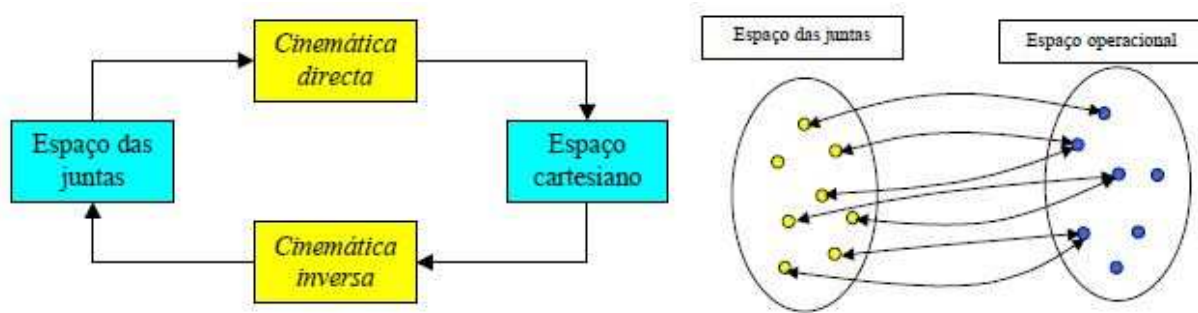 Cinemática
directa
Espaço das
juntas
Espaço
cartesiano
Cinemática
inversa
Espaço das juntas
Espaço operacional